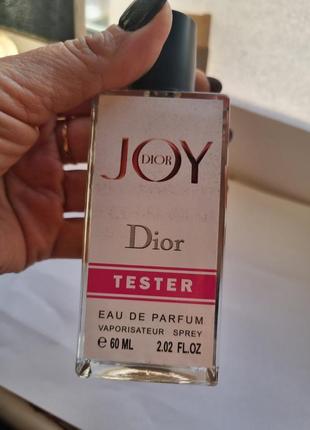 JOY
DIOR
Dior
TESTER
EAU DE PARFUM
VAPORISATEUR SPREY
e 60 ML 2.02 FL.OZ